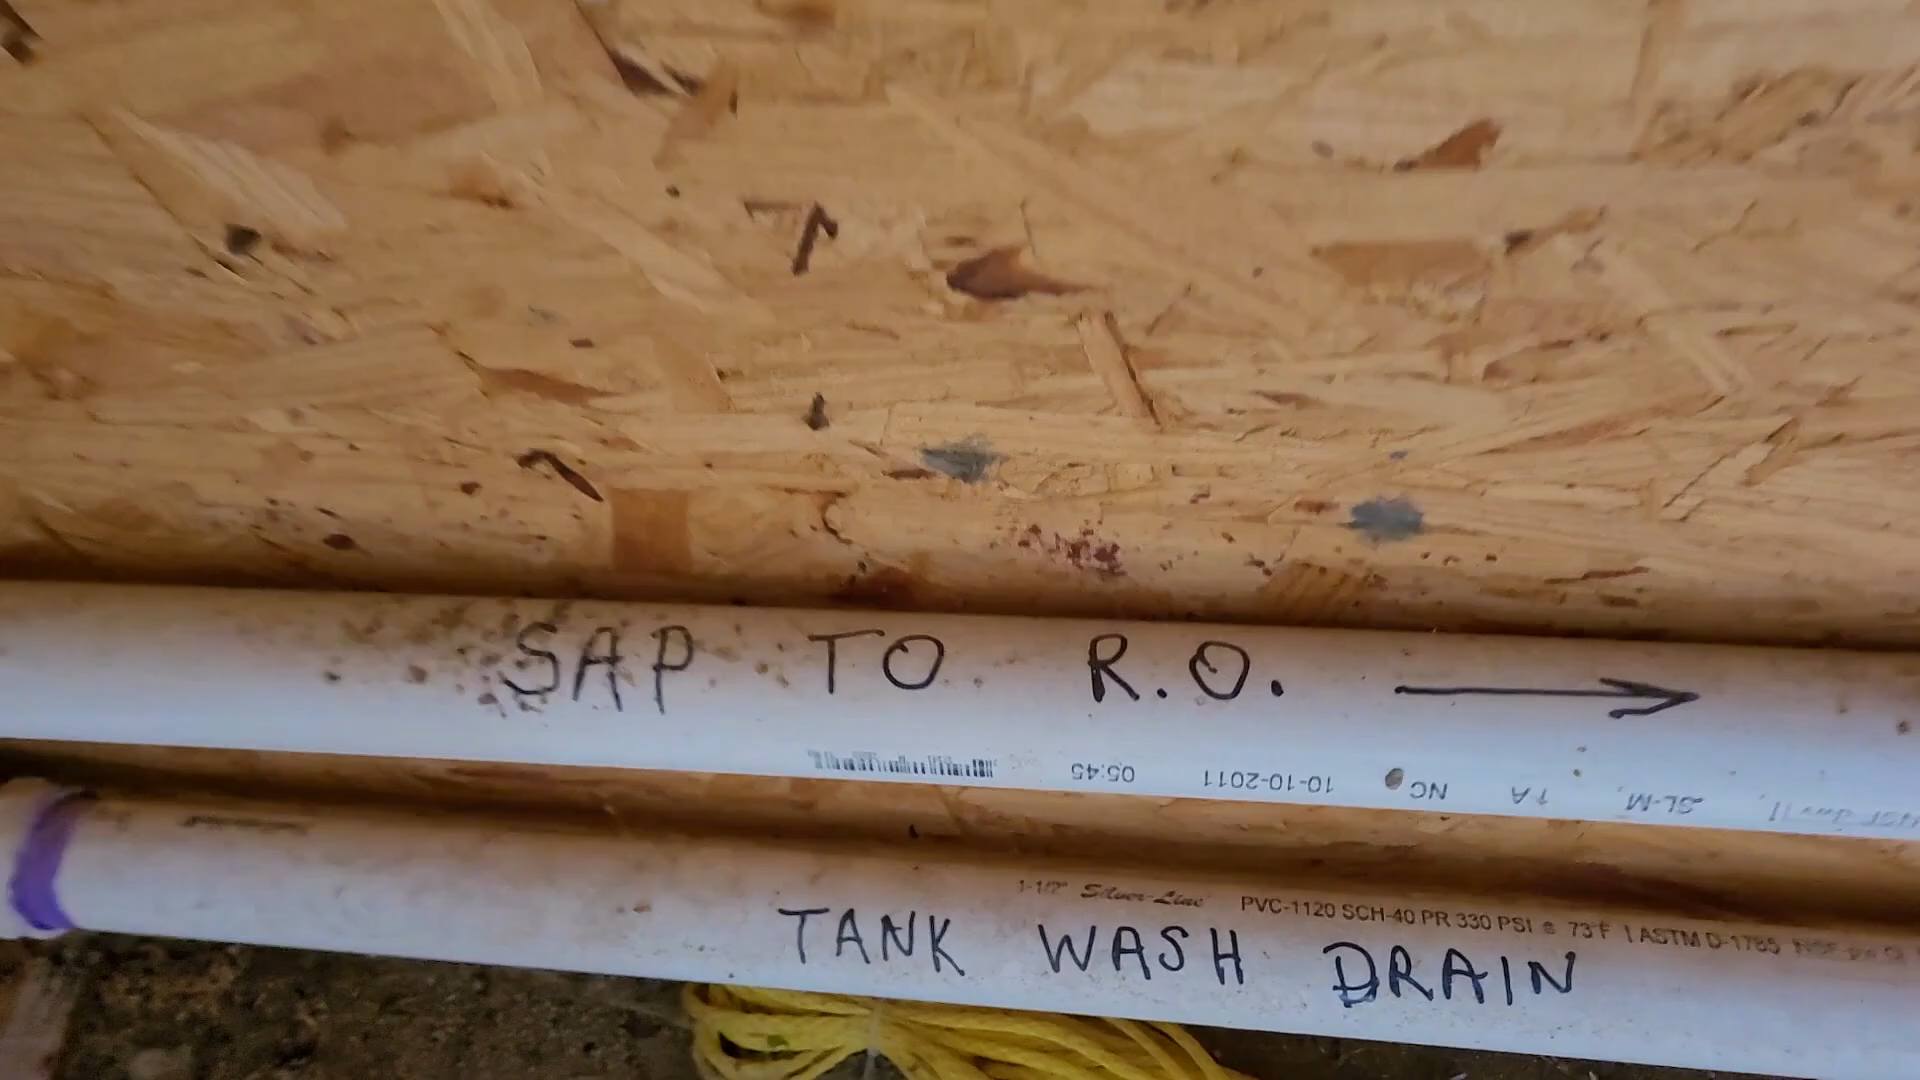 SAP TO R.O. →
05:45 10-10-2011 NC 1A SL-M,
1-1/2" Silver-Line PVC-1120 SCH-40 PR 330 PSI @ 73°F ASTM D-1785
TANK WASH DRAIN